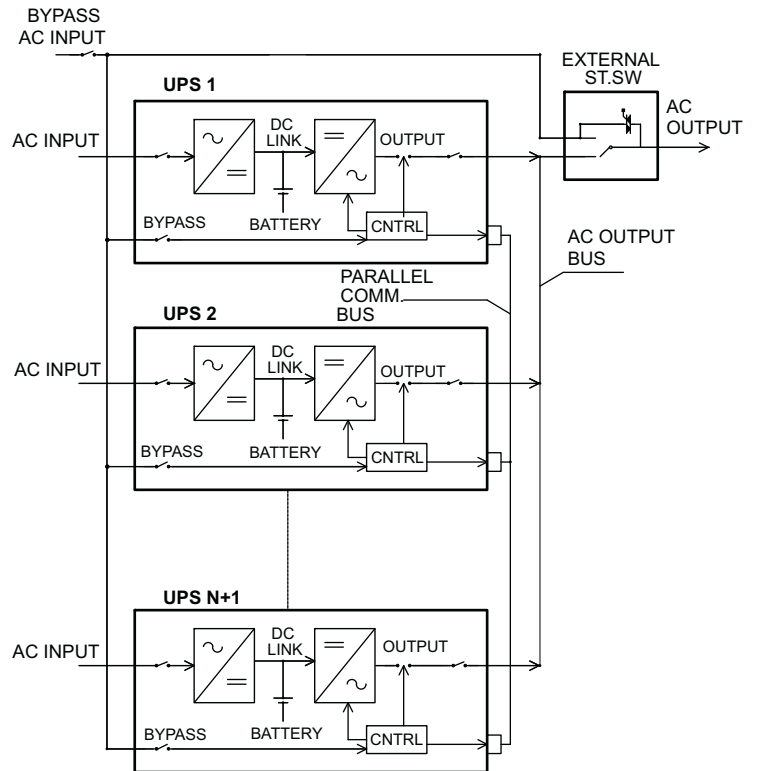 BYPASS
AC INPUT
EXTERNAL
ST.SW
AC
OUTPUT
UPS 1
AC INPUT
DC
LINK
OUTPUT
BATTERY
BYPASS
CNTRL
AC OUTPUT
BUS
PARALLEL
COMM.
BUS
UPS 2
AC INPUT
DC
LINK
OUTPUT
BATTERY
BYPASS
CNTRL
UPS N+1
AC INPUT
DC
LINK
OUTPUT
BATTERY
BYPASS
CNTRL